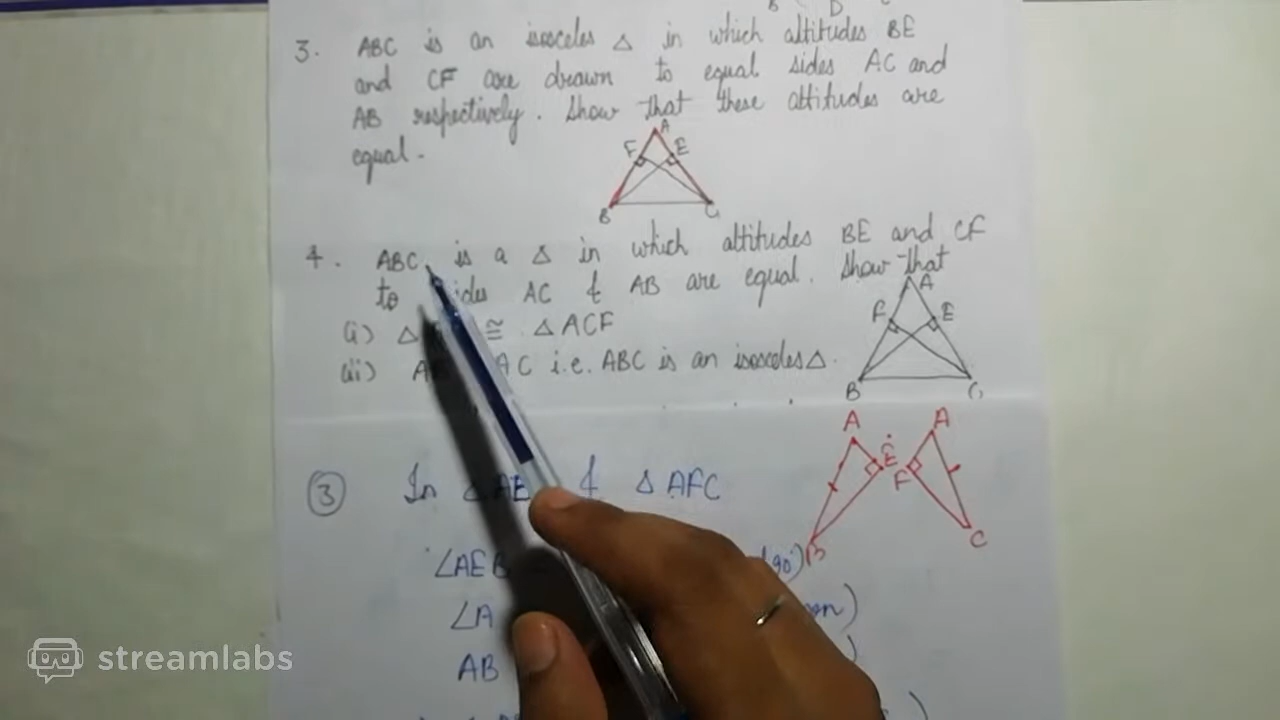 B D C
3. ABC is an isosceles △ in which altitudes BE
and CF are drawn to equal sides AC and
AB respectively. Show that these altitudes are
equal.
A
F E
B C
4. ABC is a △ in which altitudes BE and CF
to sides AC & AB are equal. Show that
(i) △ ≅ △ACF
(ii) AC i.e. ABC is an isosceles△.
A
F E
B C
A A
E F
B C
③ In △AE & △AFC
∠AEB 90°)
∠A
AB
streamlabs